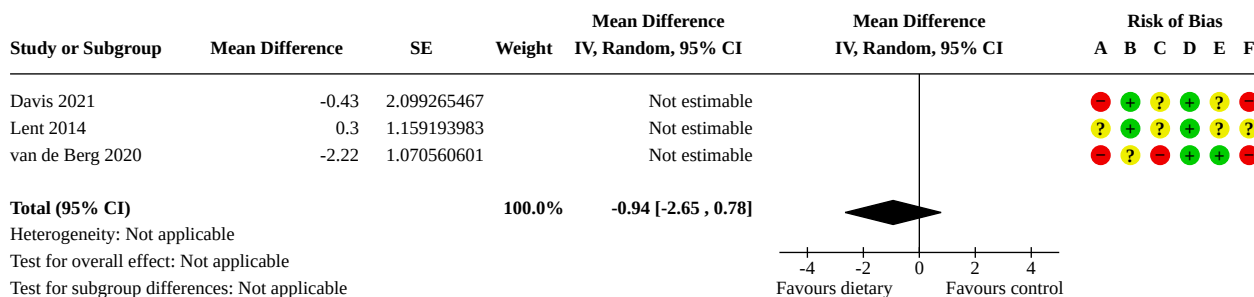 Mean Difference Mean Difference Risk of Bias
Study or Subgroup Mean Difference SE Weight IV, Random, 95% CI IV, Random, 95% CI A B C D E F
Davis 2021 -0.43 2.099265467 Not estimable − + ? + ? −
Lent 2014 0.3 1.159193983 Not estimable ? + ? + ? ?
van de Berg 2020 -2.22 1.070560601 Not estimable − ? − + + −
Total (95% CI) 100.0% -0.94 [-2.65 , 0.78]
Heterogeneity: Not applicable
Test for overall effect: Not applicable -4 -2 0 2 4
Test for subgroup differences: Not applicable Favours dietary Favours control